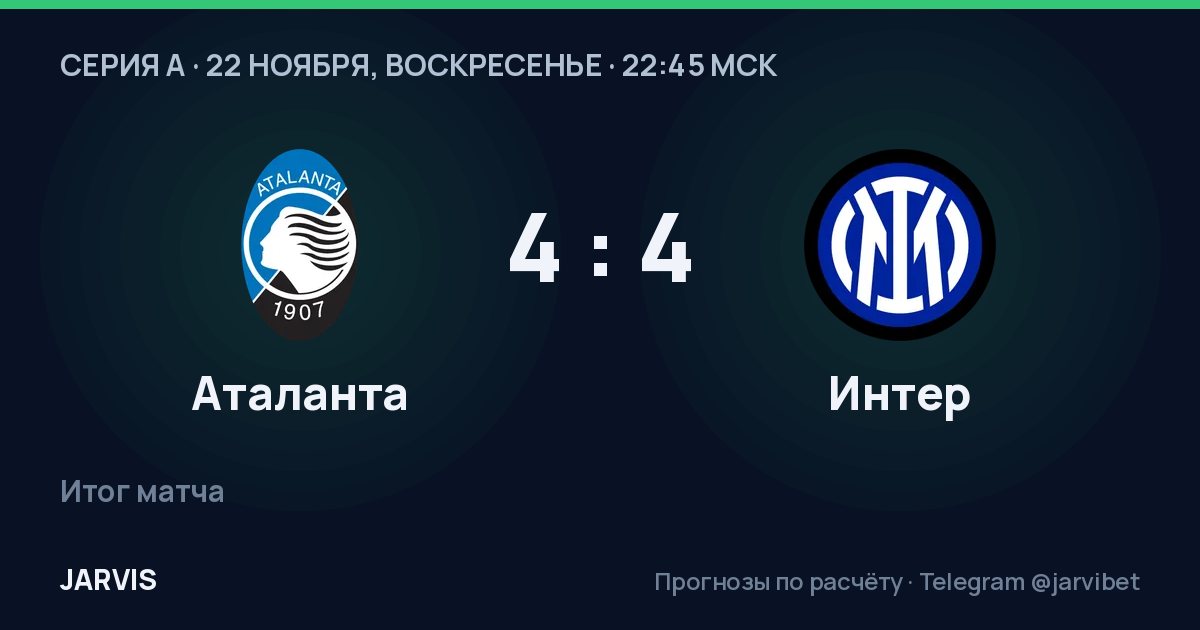 СЕРИЯ А · 22 НОЯБРЯ, ВОСКРЕСЕНЬЕ · 22:45 МСК
ATALANTA
1907
4 : 4
Аталанта
Интер
Итог матча
JARVIS
Прогнозы по расчёту · Telegram @jarvibet